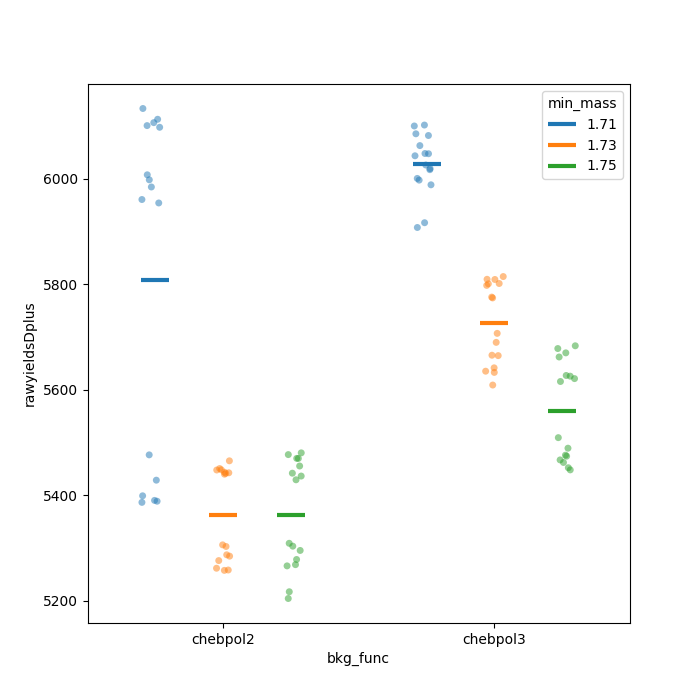 min_mass
1.71
1.73
1.75
6000
5800
5600
5400
5200
rawyieldsDplus
chebpol2
chebpol3
bkg_func